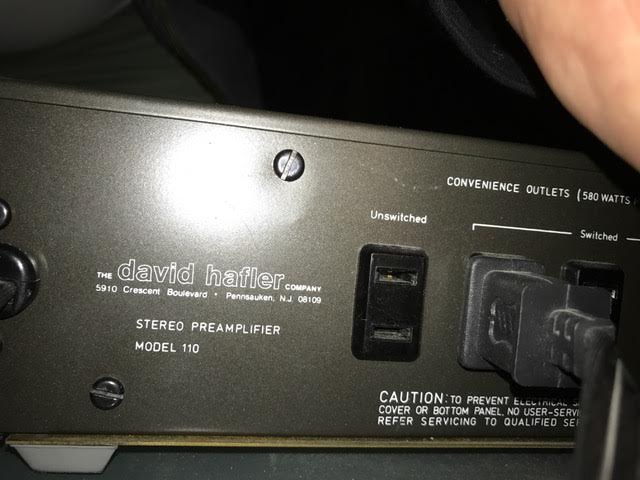 CONVENIENCE OUTLETS (580 WATTS
Unswitched
Switched
THE david hafler COMPANY
5910 Crescent Boulevard • Pennsauken, N.J. 08109
STEREO PREAMPLIFIER
MODEL 110
CAUTION: TO PREVENT ELECTRICAL
COVER OR BOTTOM PANEL. NO USER-SERVI
REFER SERVICING TO QUALIFIED SE